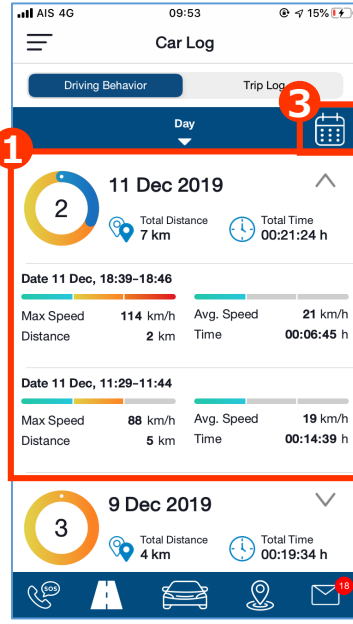 AIS 4G 09:53 15%
Car Log
Driving Behavior Trip Log
3
Day
1
2
11 Dec 2019
Total Distance Total Time
7 km 00:21:24 h
Date 11 Dec, 18:39-18:46
Max Speed 114 km/h Avg. Speed 21 km/h
Distance 2 km Time 00:06:45 h
Date 11 Dec, 11:29-11:44
Max Speed 88 km/h Avg. Speed 19 km/h
Distance 5 km Time 00:14:39 h
3
9 Dec 2019
Total Distance Total Time
4 km 00:19:34 h
SOS
18